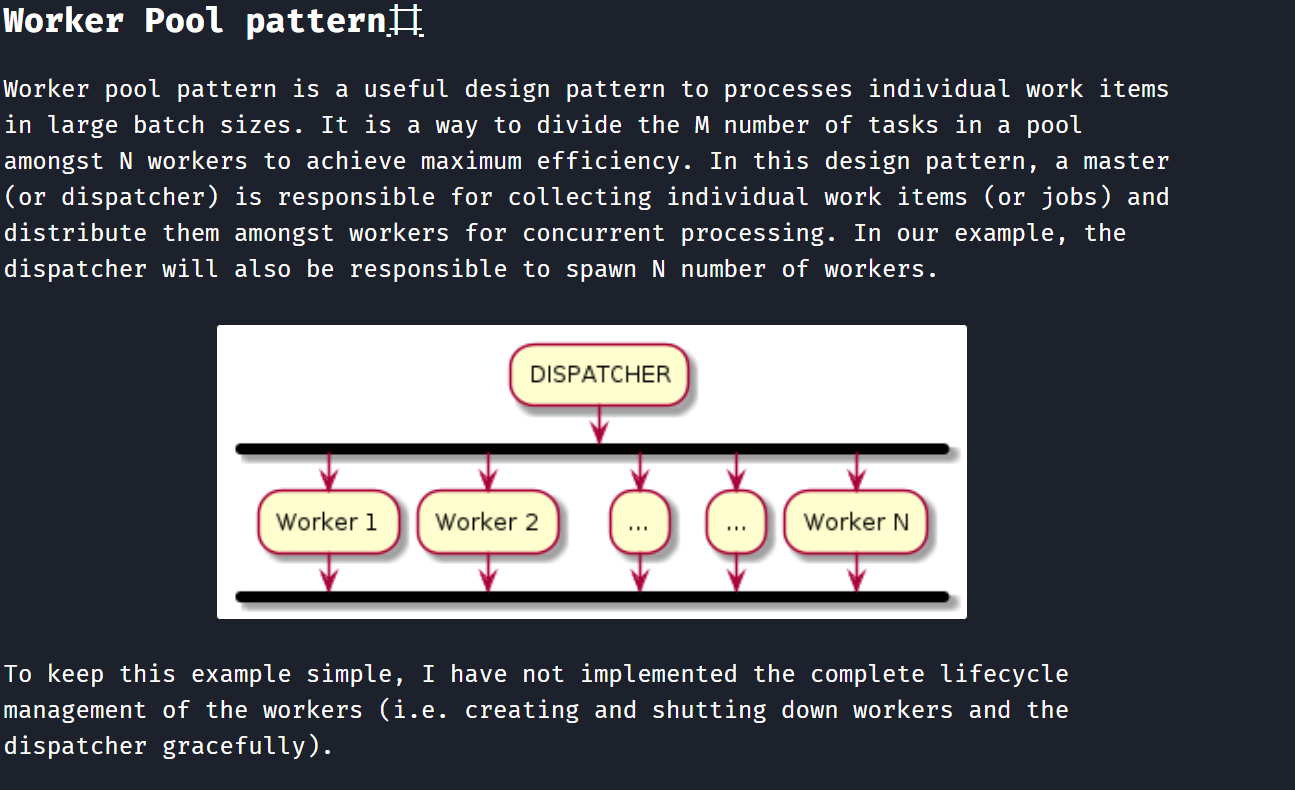 Worker Pool pattern#
Worker pool pattern is a useful design pattern to processes individual work items
in large batch sizes. It is a way to divide the M number of tasks in a pool
amongst N workers to achieve maximum efficiency. In this design pattern, a master
(or dispatcher) is responsible for collecting individual work items (or jobs) and
distribute them amongst workers for concurrent processing. In our example, the
dispatcher will also be responsible to spawn N number of workers.
DISPATCHER
Worker 1 Worker 2 ... ... Worker N
To keep this example simple, I have not implemented the complete lifecycle
management of the workers (i.e. creating and shutting down workers and the
dispatcher gracefully).